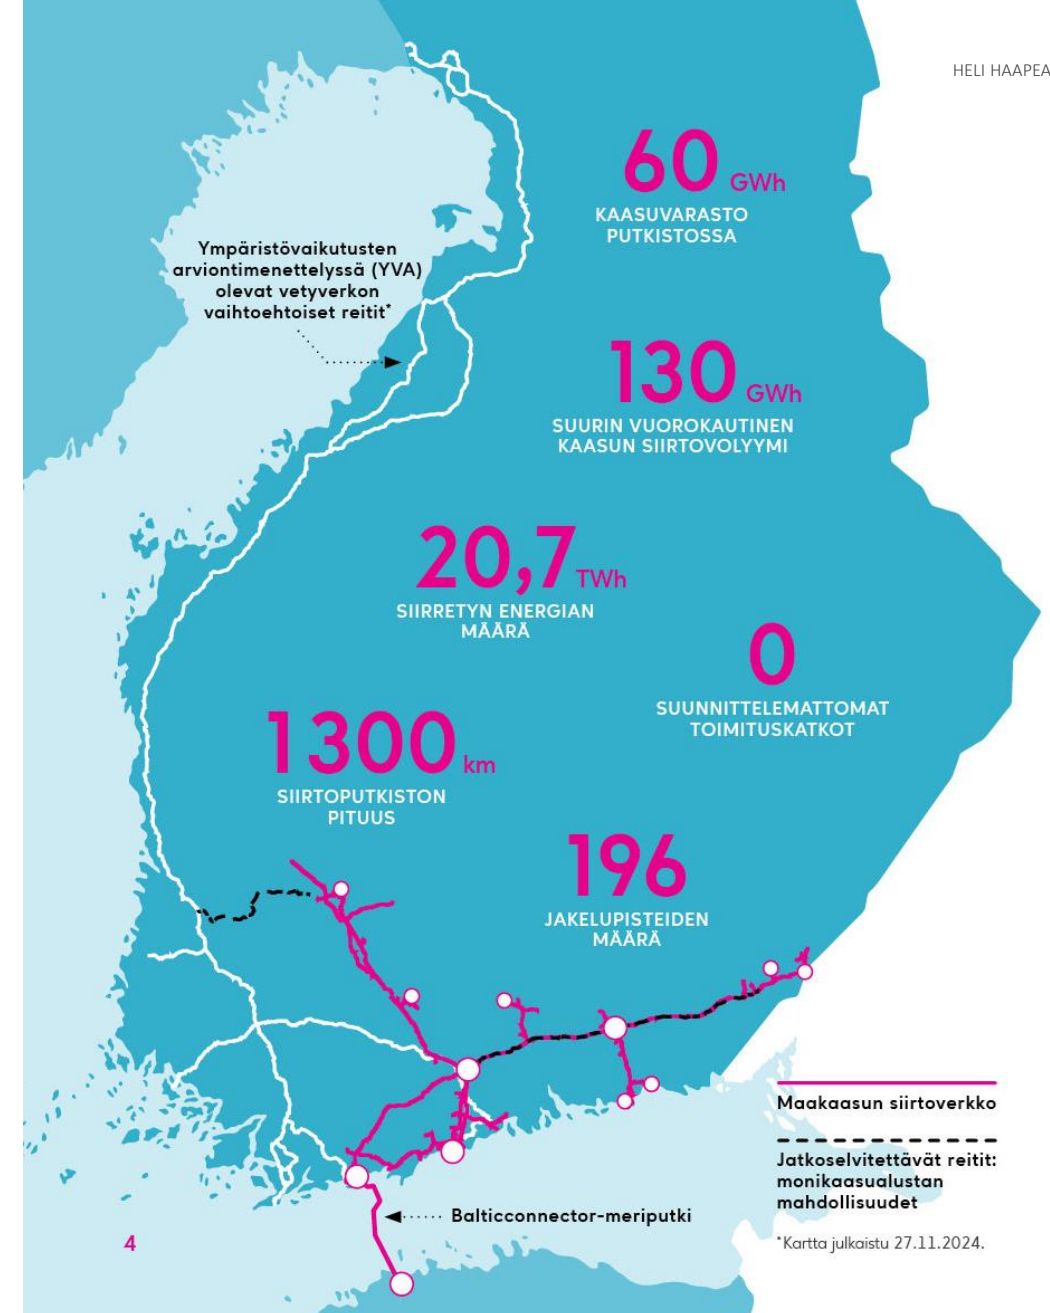 HELI HAAPEA
60 GWh
KAASUVARASTO
PUTKISTOSSA
Ympäristövaikutusten
arviontimenettelyssä (YVA)
olevat vetyverkon
vaihtoehtoiset reitit*
130 GWh
SUURIN VUOROKAUTINEN
KAASUN SIIRTOVOLYYMI
20,7 TWh
SIIRRETYN ENERGIAN
MÄÄRÄ
0
SUUNNITTELEMATTOMAT
TOIMITUSKATKOT
1300 km
SIIRTOPUTKISTON
PITUUS
196
JAKELUPISTEIDEN
MÄÄRÄ
Maakaasun siirtoverkko
Jatkoselvitettävät reitit:
monikaasualustan
mahdollisuudet
Balticconnector-meriputki
*Kartta julkaistu 27.11.2024.
4